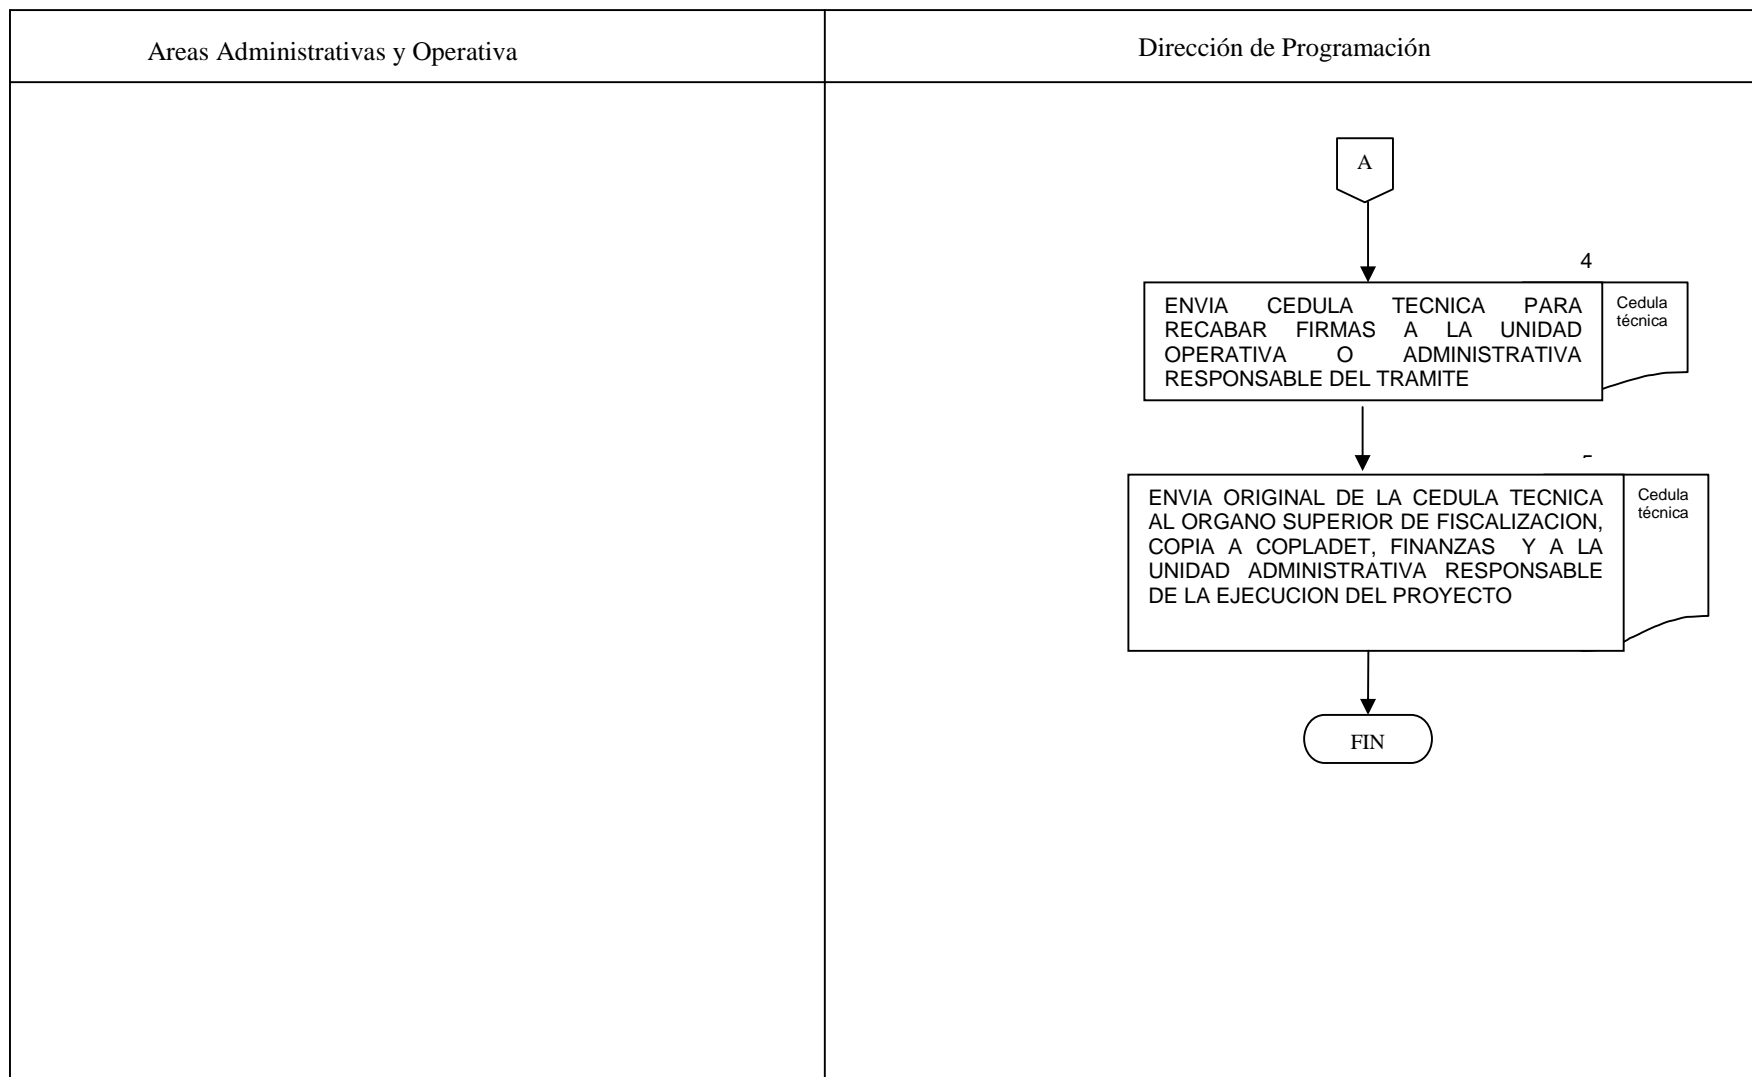 Areas Administrativas y Operativa
Dirección de Programación
A
4
ENVIA CEDULA TECNICA PARA
RECABAR FIRMAS A LA UNIDAD
OPERATIVA O ADMINISTRATIVA
RESPONSABLE DEL TRAMITE
Cedula
técnica
ENVIA ORIGINAL DE LA CEDULA TECNICA
AL ORGANO SUPERIOR DE FISCALIZACION,
COPIA A COPLADET, FINANZAS Y A LA
UNIDAD ADMINISTRATIVA RESPONSABLE
DE LA EJECUCION DEL PROYECTO
Cedula
técnica
FIN